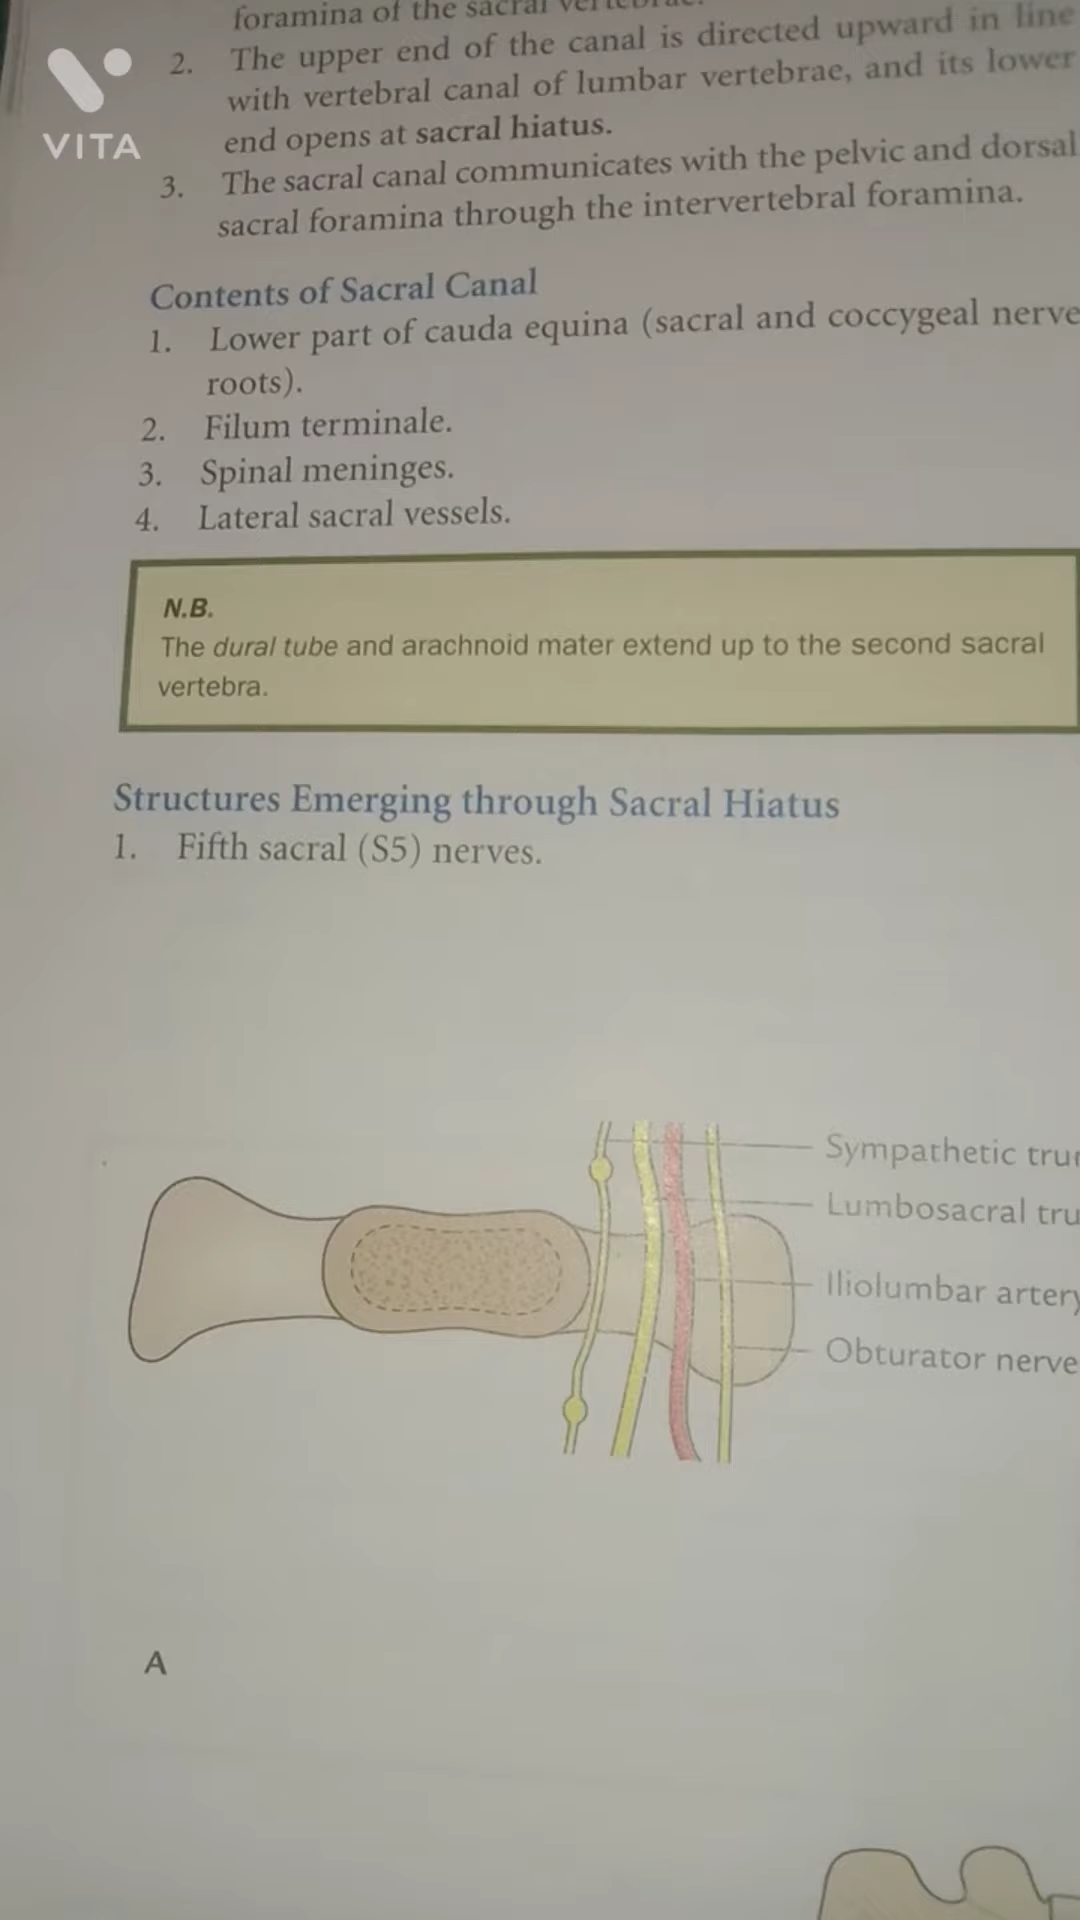 foramina of the sacral vertebrae.
VITA
2. The upper end of the canal is directed upward in line
with vertebral canal of lumbar vertebrae, and its lower
end opens at sacral hiatus.
3. The sacral canal communicates with the pelvic and dorsal
sacral foramina through the intervertebral foramina.
Contents of Sacral Canal
1. Lower part of cauda equina (sacral and coccygeal nerve
roots).
2. Filum terminale.
3. Spinal meninges.
4. Lateral sacral vessels.
N.B.
The dural tube and arachnoid mater extend up to the second sacral
vertebra.
Structures Emerging through Sacral Hiatus
1. Fifth sacral (S5) nerves.
Sympathetic
Lumbosacral
Iliolumbar artery
Obturator nerve
A